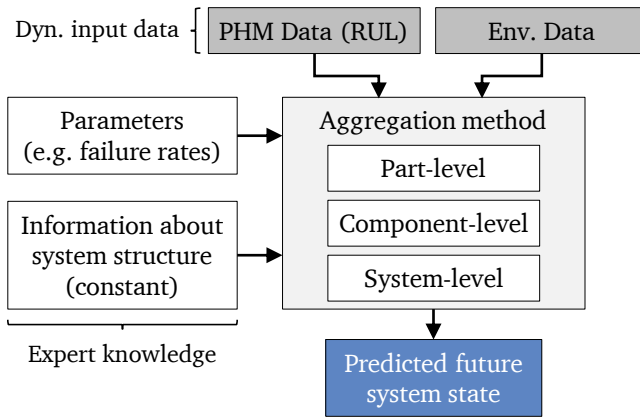 Dyn. input data
PHM Data (RUL)
Env. Data
Parameters
(e.g. failure rates)
Aggregation method
Part-level
Component-level
System-level
Information about
system structure
(constant)
Expert knowledge
Predicted future
system state